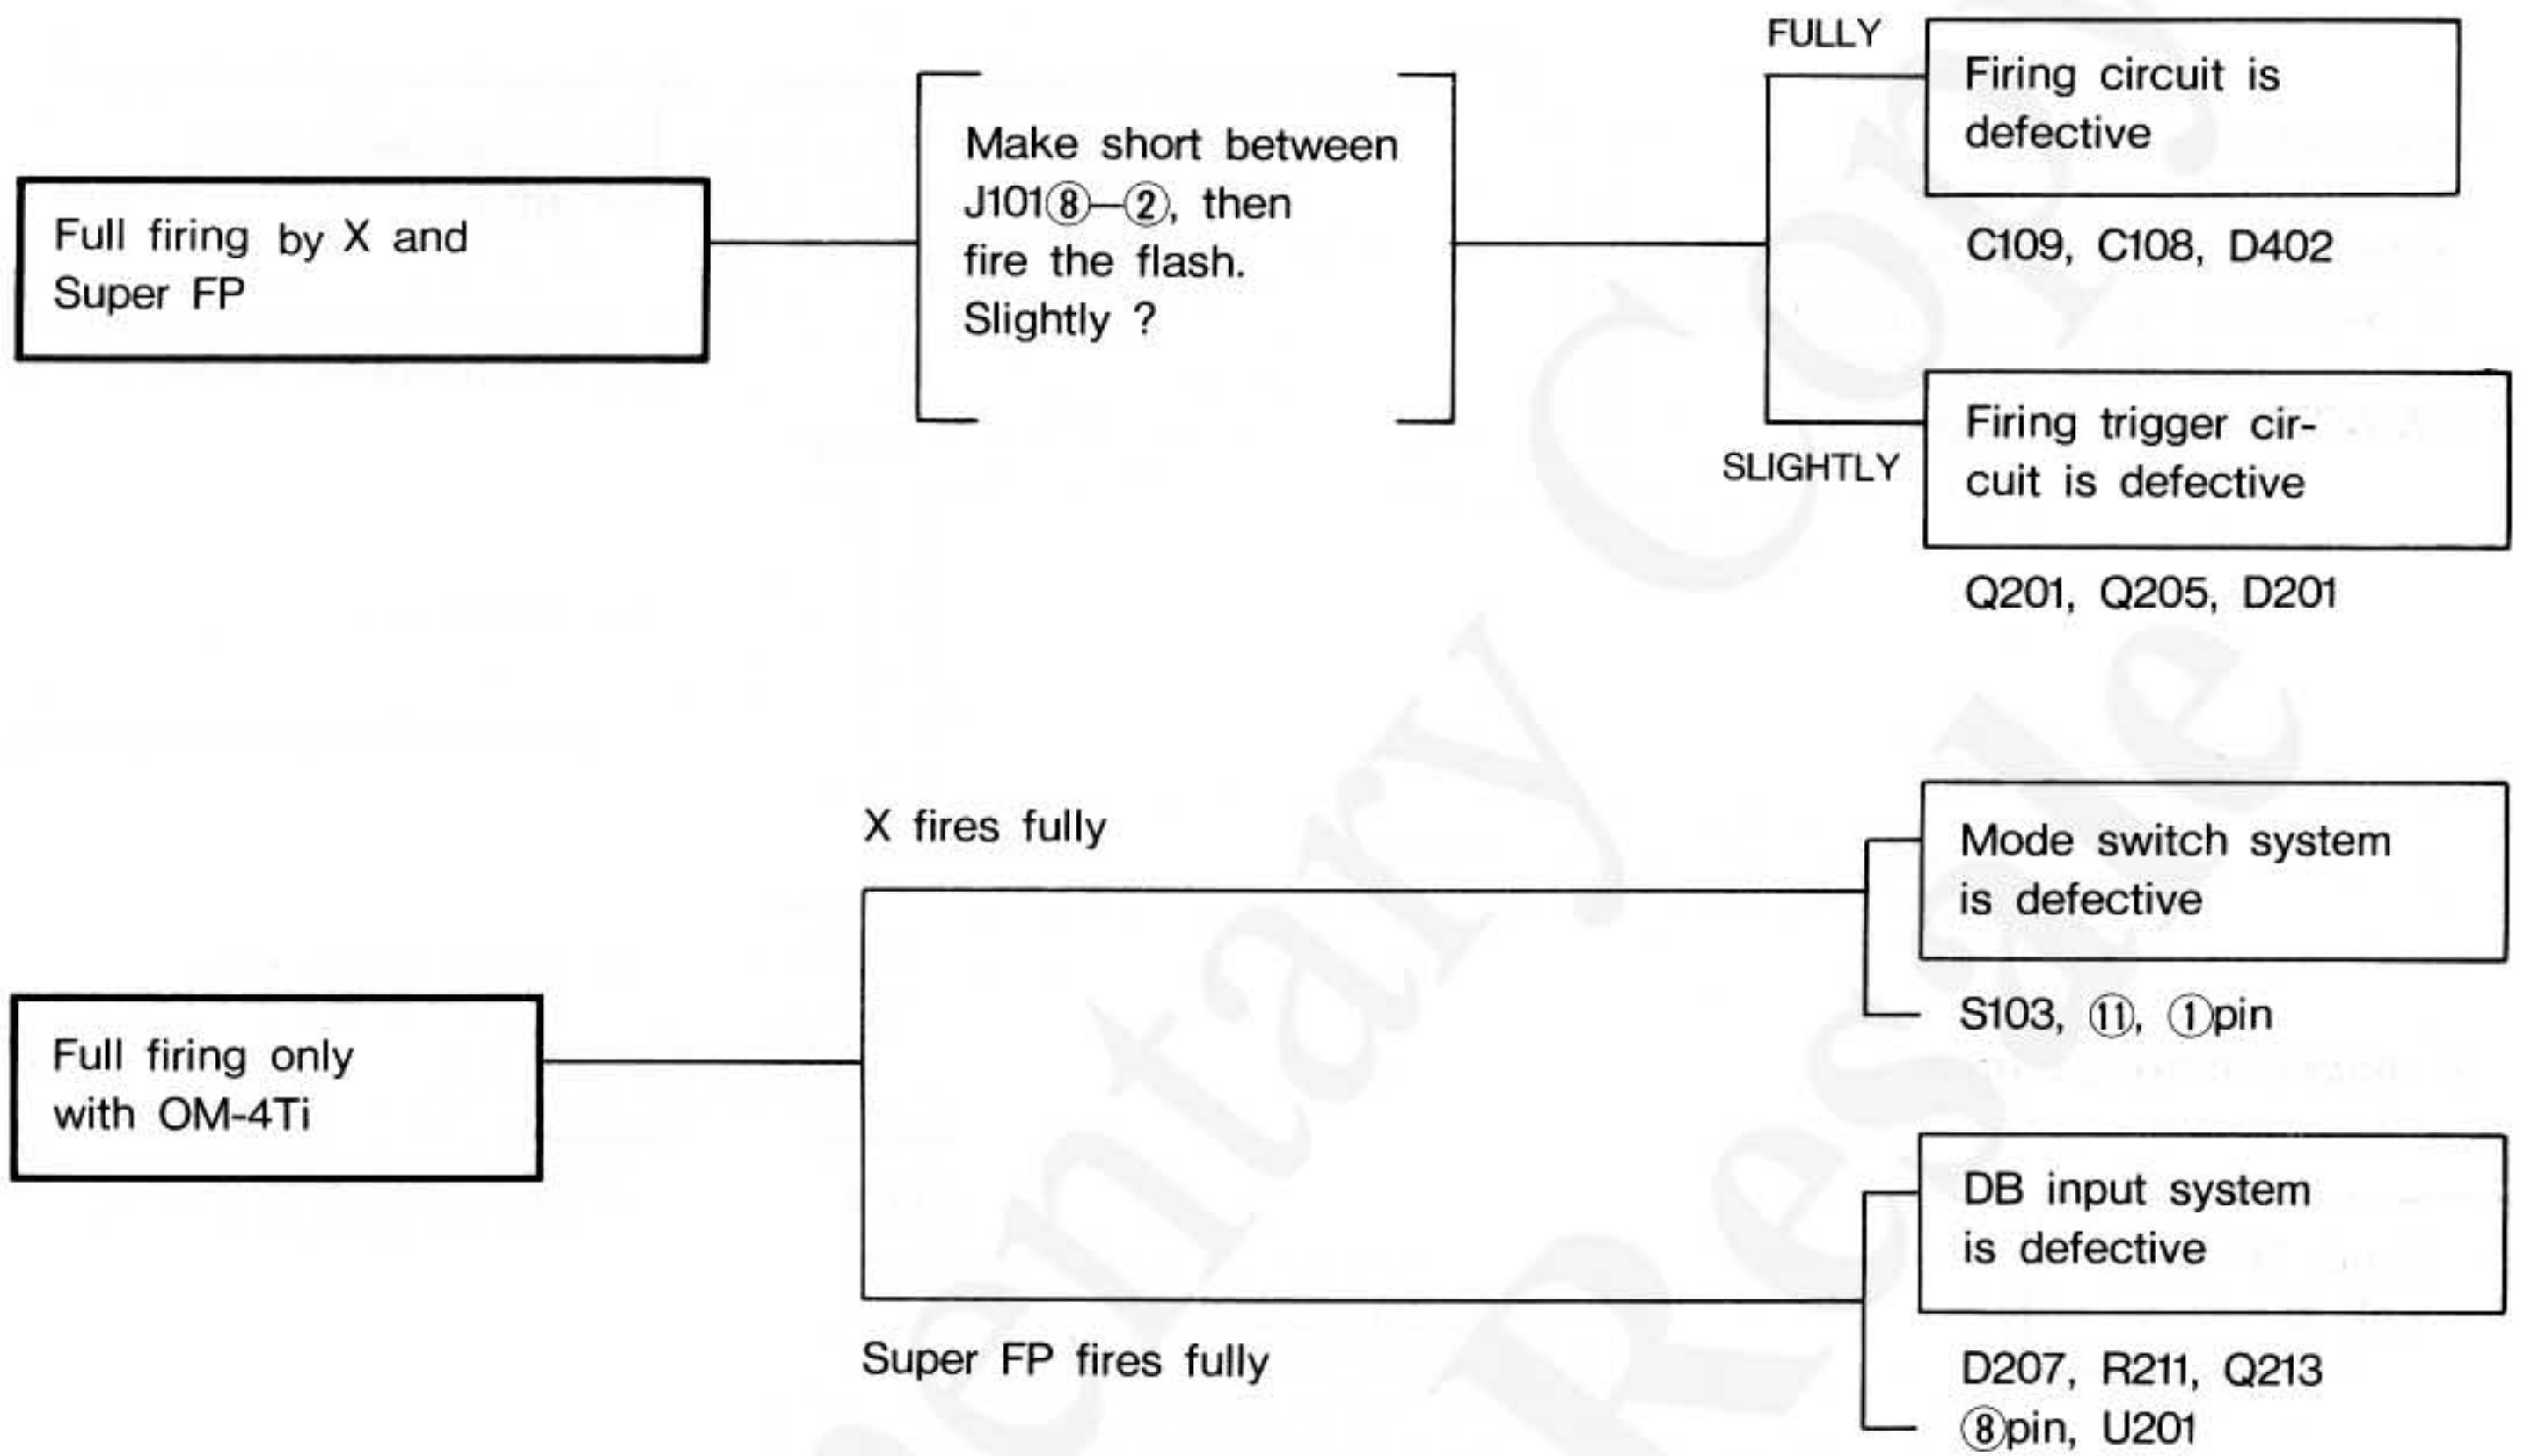 Full firing by X and
Super FP
Make short between
J101⑧—②, then
fire the flash.
Slightly ?
FULLY
Firing circuit is
defective
C109, C108, D402
SLIGHTLY
Firing trigger cir-
cuit is defective
Q201, Q205, D201
Full firing only
with OM-4Ti
X fires fully
Mode switch system
is defective
S103, ⑪, ①pin
Super FP fires fully
DB input system
is defective
D207, R211, Q213
⑧pin, U201
Copy
mentary
Resale